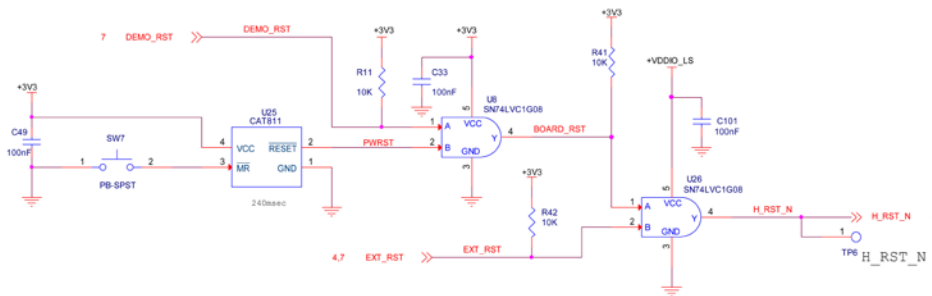 +3V3
7 DEMO_RST
DEMO_RST
+3V3
+3V3
R41
10K
+VDDIO_LS
R11
10K
C33
100nF
+3V3
C49
100nF
U25
CAT811
U8
SN74LVC1G08
5
VCC
1 A
2 B
Y 4
GND
3
BOARD_RST
C101
100nF
SW7
1 2
PB-SPST
4 VCC
RESET 2
PWRST
3 MR
GND 1
240msec
+3V3
R42
10K
5
U26
SN74LVC1G08
VCC
1 A
2 B
Y 4
GND
3
H_RST_N
H_RST_N
4,7 EXT_RST
EXT_RST
1
TP6
H_RST_N